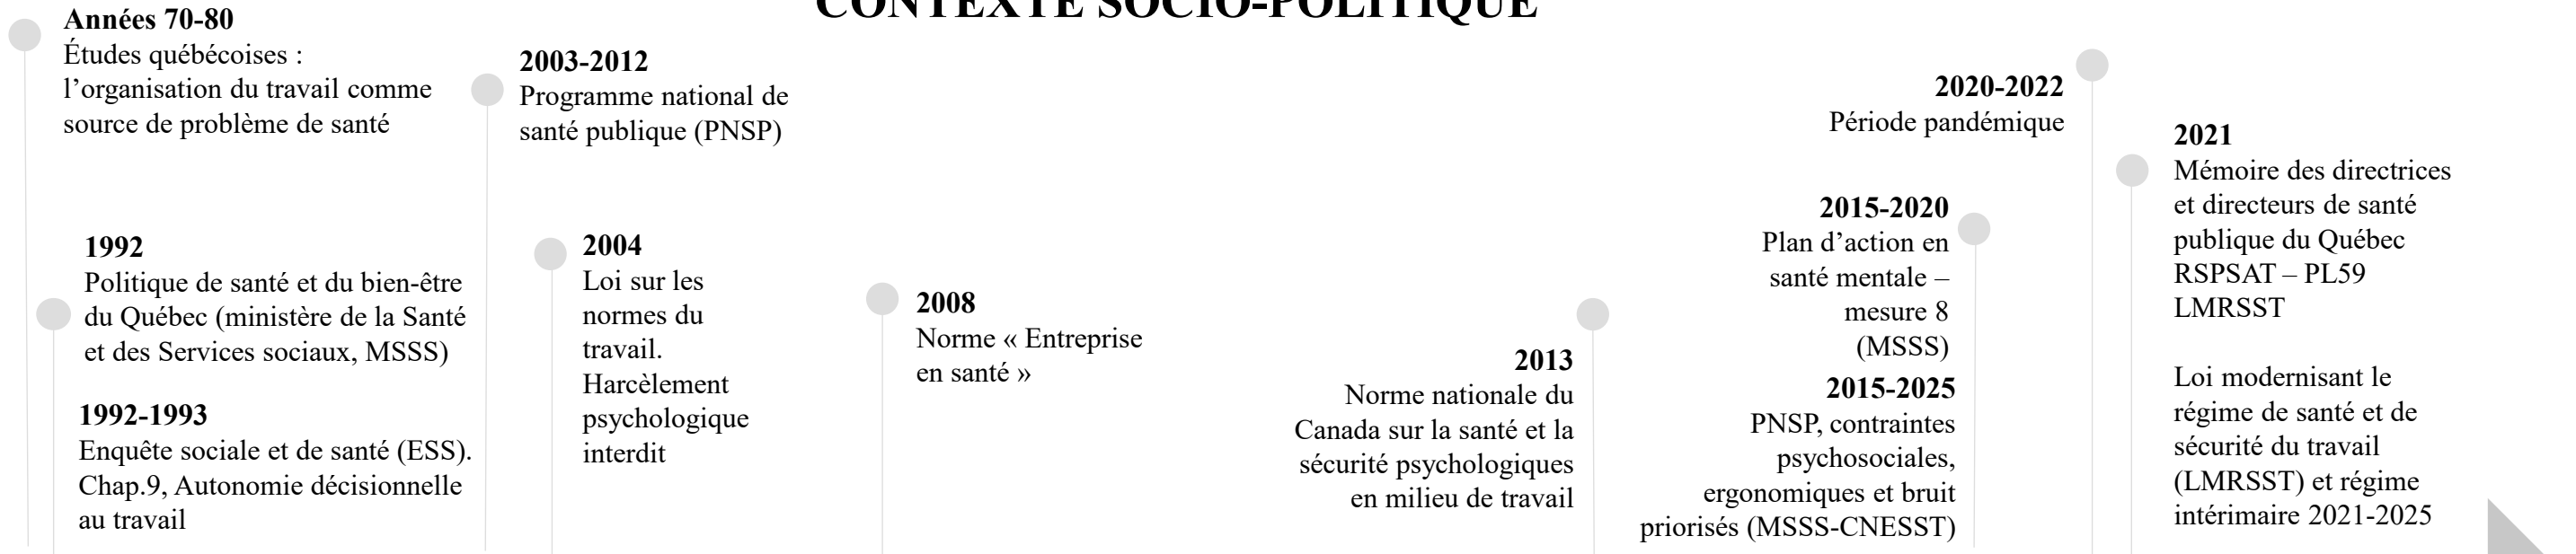 CONTEXTE SOCIO-POLITIQUE
Années 70-80
Études québécoises :
l’organisation du travail comme
source de problème de santé
1992
Politique de santé et du bien-être
du Québec (ministère de la Santé
et des Services sociaux, MSSS)
1992-1993
Enquête sociale et de santé (ESS).
Chap.9, Autonomie décisionnelle
au travail
2003-2012
Programme national de
santé publique (PNSP)
2004
Loi sur les
normes du
travail.
Harcèlement
psychologique
interdit
2008
Norme « Entreprise
en santé »
2013
Norme nationale du
Canada sur la santé et la
sécurité psychologiques
en milieu de travail
2015-2020
Plan d’action en
santé mentale –
mesure 8
(MSSS)
2015-2025
PNSP, contraintes
psychosociales,
ergonomiques et bruit
priorisés (MSSS-CNESST)
2020-2022
Période pandémique
2021
Mémoire des directrices
et directeurs de santé
publique du Québec
RSPSAT – PL59
LMRSST
Loi modernisant le
régime de santé et de
sécurité du travail
(LMRSST) et régime
intérimaire 2021-2025